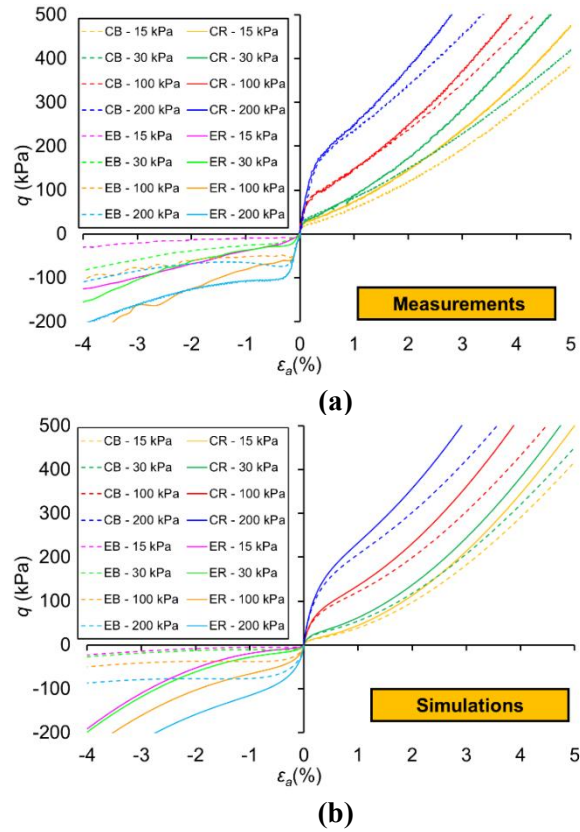 500
400
300
200
100
0
-100
-200
q (kPa)
CB - 15 kPa CR - 15 kPa
CB - 30 kPa CR - 30 kPa
CB - 100 kPa CR - 100 kPa
CB - 200 kPa CR - 200 kPa
EB - 15 kPa ER - 15 kPa
EB - 30 kPa ER - 30 kPa
EB - 100 kPa ER - 100 kPa
EB - 200 kPa ER - 200 kPa
Measurements
-4 -3 -2 -1 0 1 2 3 4 5
εa(%)
(a)
500
400
300
200
100
0
-100
-200
q (kPa)
CB - 15 kPa CR - 15 kPa
CB - 30 kPa CR - 30 kPa
CB - 100 kPa CR - 100 kPa
CB - 200 kPa CR - 200 kPa
EB - 15 kPa ER - 15 kPa
EB - 30 kPa ER - 30 kPa
EB - 100 kPa ER - 100 kPa
EB - 200 kPa ER - 200 kPa
Simulations
-4 -3 -2 -1 0 1 2 3 4 5
εa(%)
(b)